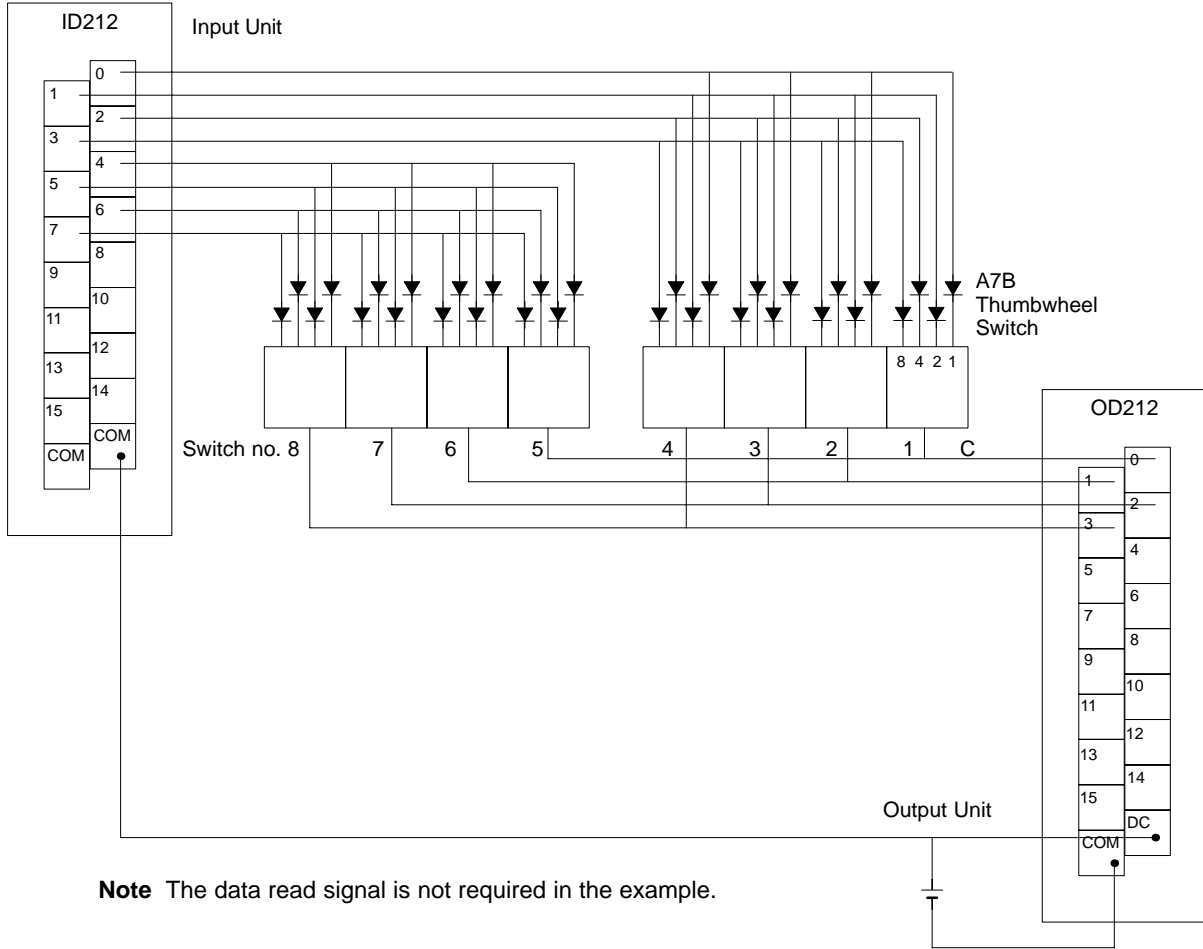 ID212
Input Unit
0
1
2
3
4
5
6
7
8
9
10
11
12
13
14
15
COM
COM
A7B
Thumbwheel
Switch
8 4 2 1
Switch no. 8 7 6 5 4 3 2 1 C
OD212
0
1
2
3
4
5
6
7
8
9
10
11
12
13
14
15
DC
COM
Output Unit
Note The data read signal is not required in the example.